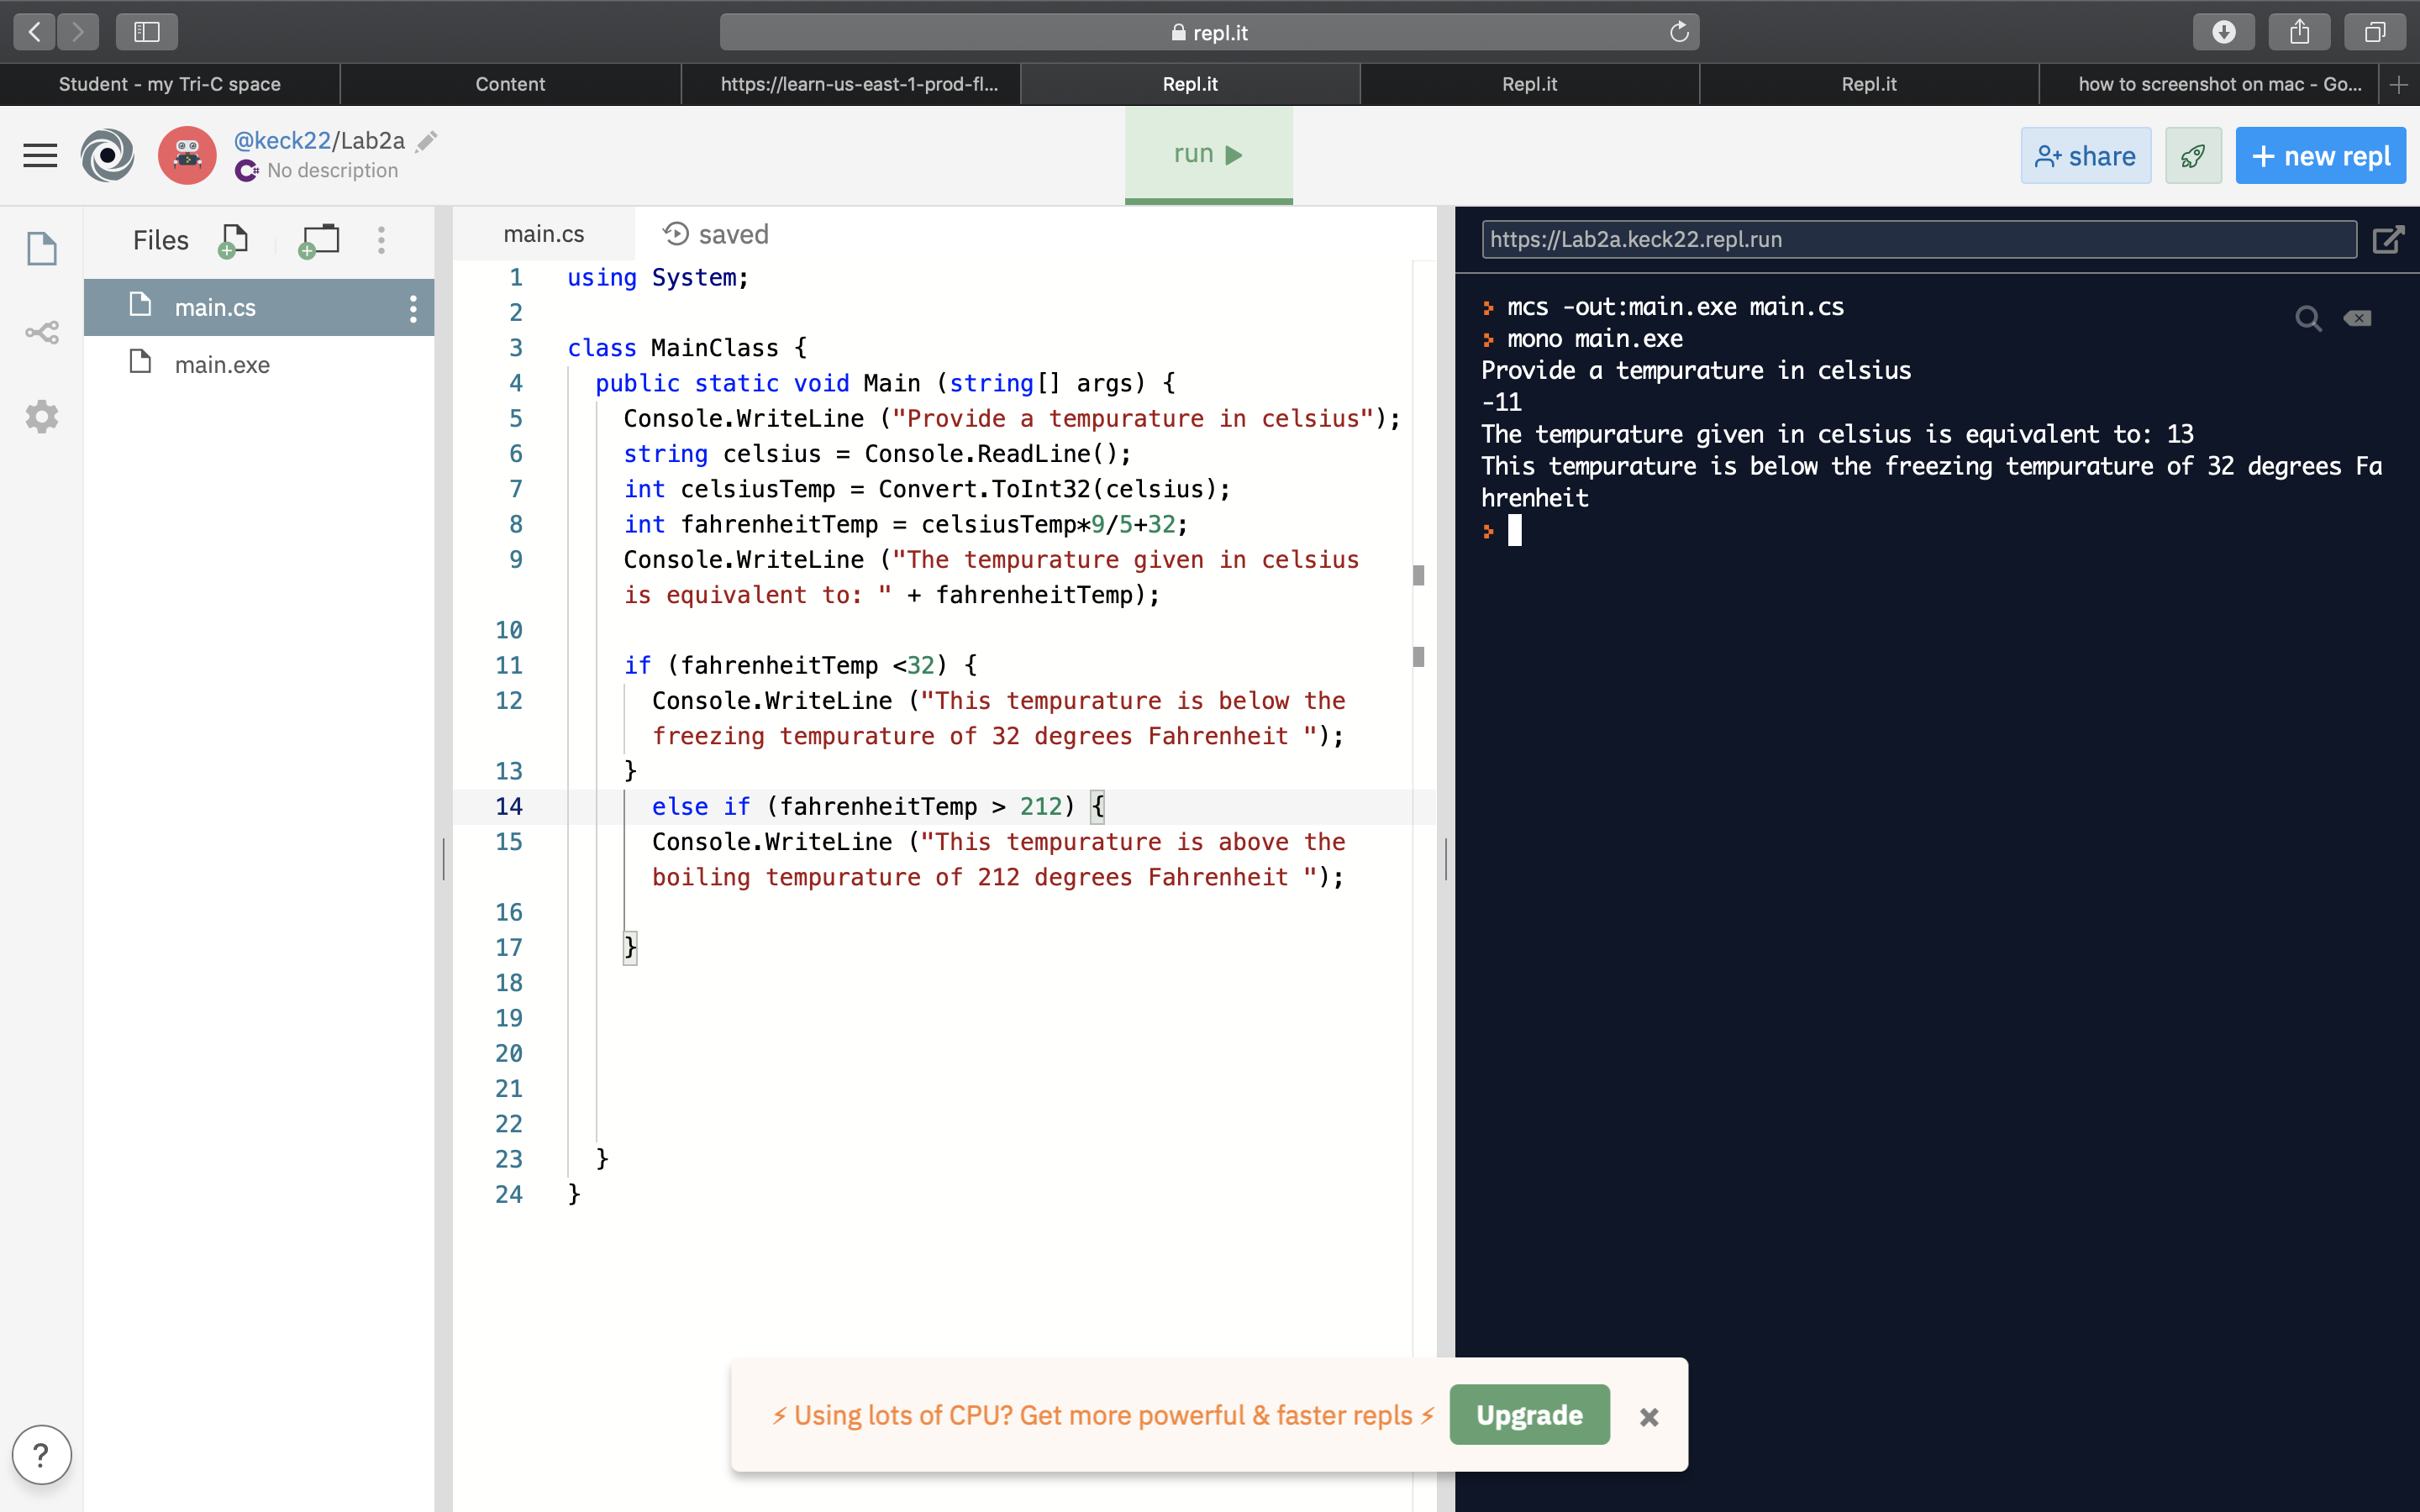 repl.it
Student - my Tri-C space
Content
https://learn-us-east-1-prod-fl...
Repl.it
Repl.it
Repl.it
how to screenshot on mac - Go...
@keck22/Lab2a
No description
run
share
+ new repl
Files
main.cs
main.exe
main.cs
saved
1 using System;
2
3 class MainClass {
4 public static void Main (string[] args) {
5 Console.WriteLine ("Provide a tempurature in celsius");
6 string celsius = Console.ReadLine();
7 int celsiusTemp = Convert.ToInt32(celsius);
8 int fahrenheitTemp = celsiusTemp*9/5+32;
9 Console.WriteLine ("The tempurature given in celsius
is equivalent to: " + fahrenheitTemp);
10
11 if (fahrenheitTemp <32) {
12 Console.WriteLine ("This tempurature is below the
freezing tempurature of 32 degrees Fahrenheit ");
13 }
14 else if (fahrenheitTemp > 212) {
15 Console.WriteLine ("This tempurature is above the
boiling tempurature of 212 degrees Fahrenheit ");
16
17 }
18
19
20
21
22
23 }
24 }
https://Lab2a.keck22.repl.run
mcs -out:main.exe main.cs
mono main.exe
Provide a tempurature in celsius
-11
The tempurature given in celsius is equivalent to: 13
This tempurature is below the freezing tempurature of 32 degrees Fa
hrenheit
⚡ Using lots of CPU? Get more powerful & faster repls ⚡
Upgrade
?